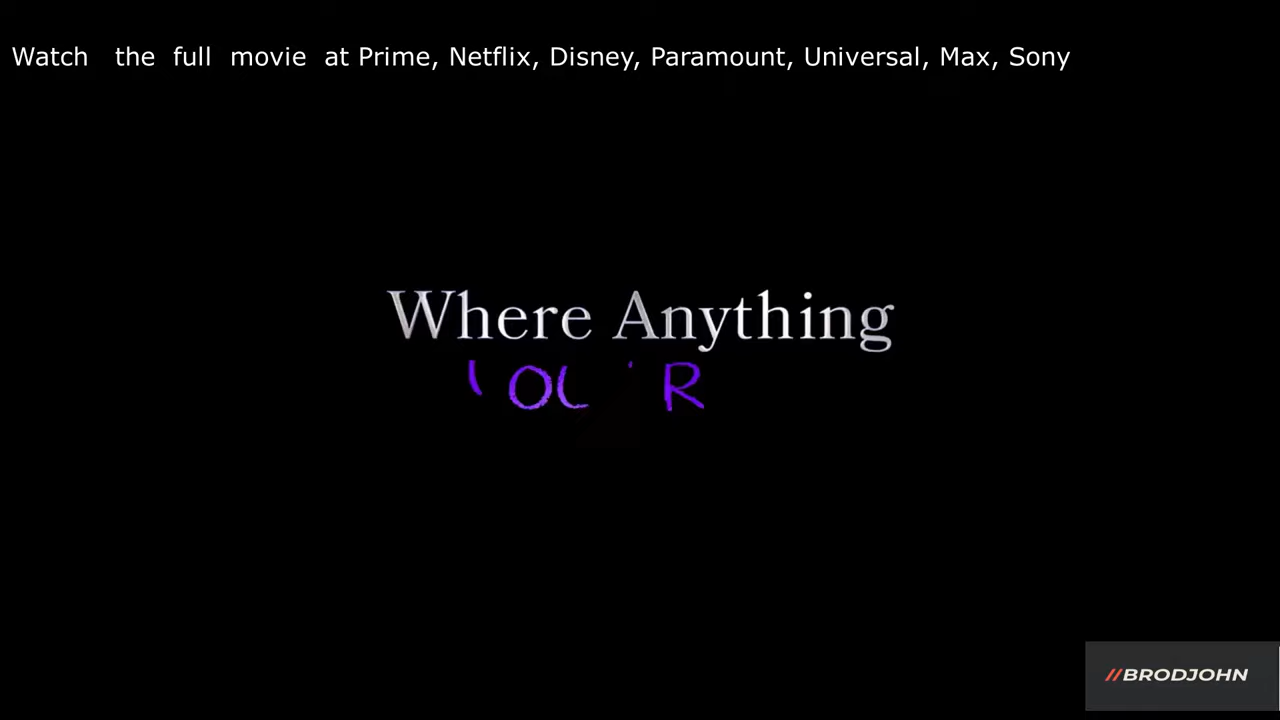 Watch the full movie at Prime, Netflix, Disney, Paramount, Universal, Max, Sony
Where Anything
//BRODJOHN